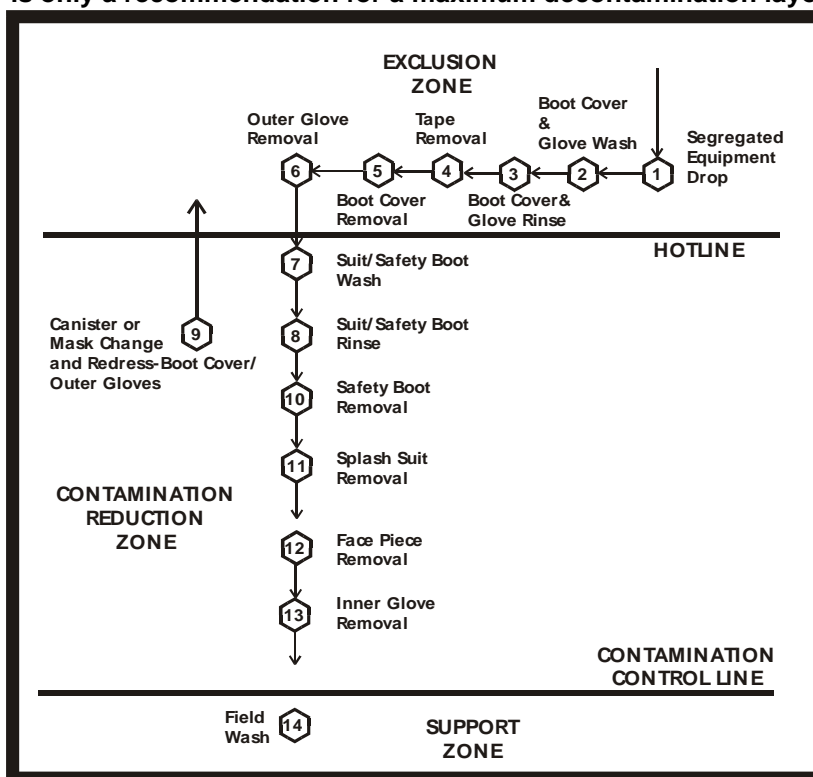 is only a recommendation for a maximum decontamination layo
EXCLUSION
ZONE
Outer Glove
Removal
Tape
Removal
Boot Cover
&
Glove Wash
Segregated
Equipment
Drop
6
5
4
3
2
1
Boot Cover
Removal
Boot Cover&
Glove Rinse
HOTLINE
7
Suit/Safety Boot
Wash
Canister or
Mask Change
and Redress-Boot Cover/
Outer Gloves
9
8
Suit/Safety Boot
Rinse
10
Safety Boot
Removal
11
Splash Suit
Removal
CONTAMINATION
REDUCTION
ZONE
12
Face Piece
Removal
13
Inner Glove
Removal
CONTAMINATION
CONTROL LINE
Field
Wash
14
SUPPORT
ZONE